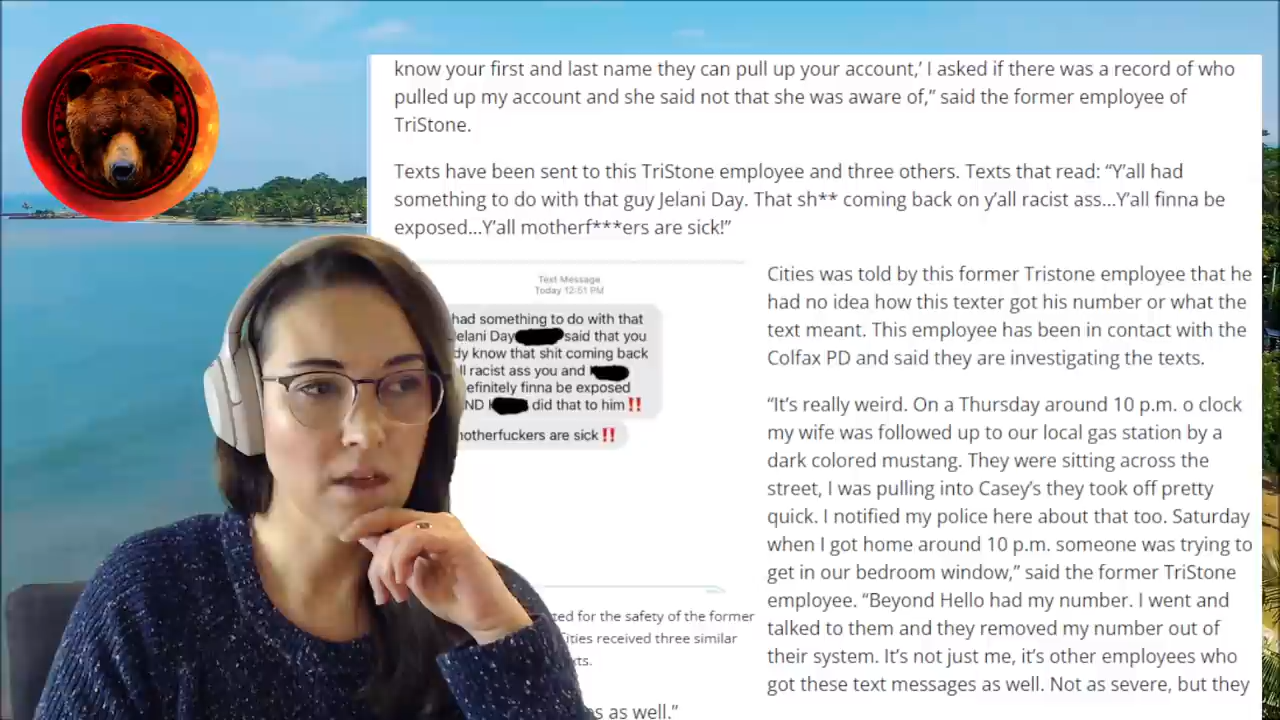 know your first and last name they can pull up your account,’ I asked if there was a record of who
pulled up my account and she said not that she was aware of,” said the former employee of
TriStone.
Texts have been sent to this TriStone employee and three others. Texts that read: “Y’all had
something to do with that guy Jelani Day. That sh** coming back on y’all racist ass...Y’all finna be
exposed...Y’all motherf***ers are sick!”
Text Message
Today 12:51 PM
had something to do with that
elani Day said that you
dy know that shit coming back
ll racist ass you and
efinitely finna be exposed
ND did that to him ‼️
otherfuckers are sick ‼️
ted for the safety of the former
Cities received three similar
xts.
s as well.”
Cities was told by this former Tristone employee that he
had no idea how this texter got his number or what the
text meant. This employee has been in contact with the
Colfax PD and said they are investigating the texts.
“It’s really weird. On a Thursday around 10 p.m. o clock
my wife was followed up to our local gas station by a
dark colored mustang. They were sitting across the
street, I was pulling into Casey’s they took off pretty
quick. I notified my police here about that too. Saturday
when I got home around 10 p.m. someone was trying to
get in our bedroom window,” said the former TriStone
employee. “Beyond Hello had my number. I went and
talked to them and they removed my number out of
their system. It’s not just me, it’s other employees who
got these text messages as well. Not as severe, but they